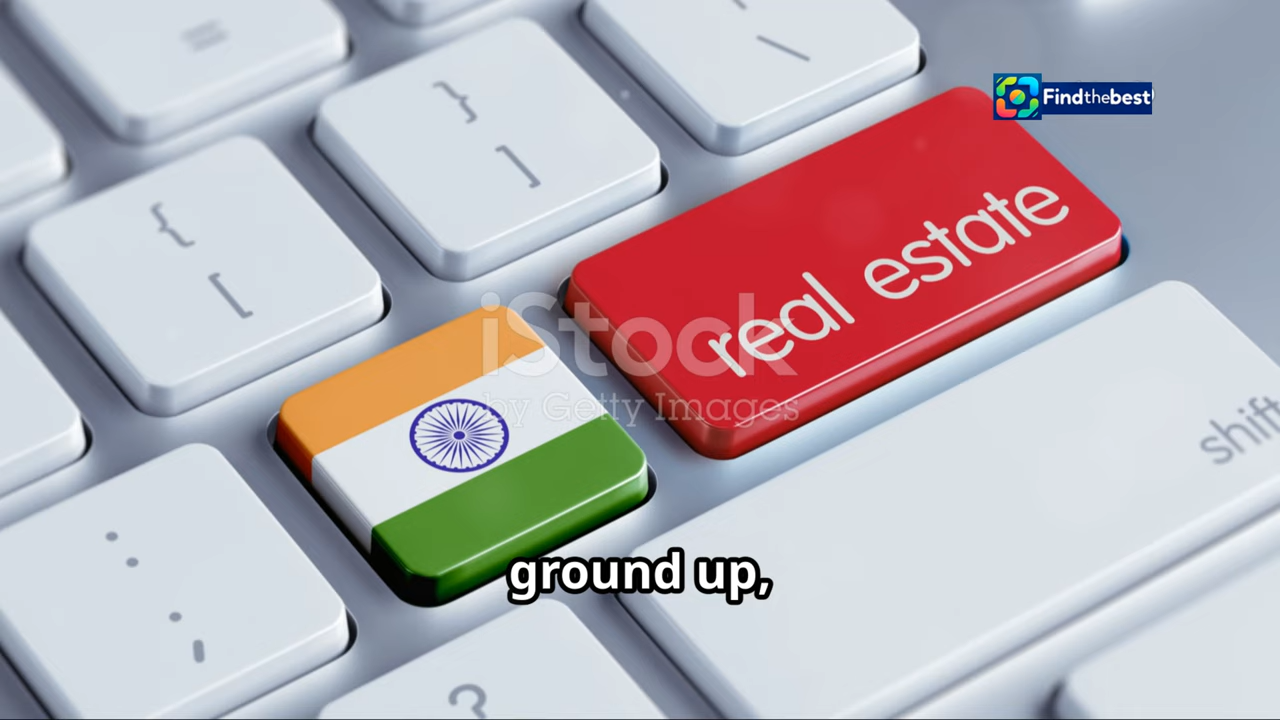 Findthebest
}
]
{
[
real estate
iStock
by Getty Images
shift
ground up,
:
;
?